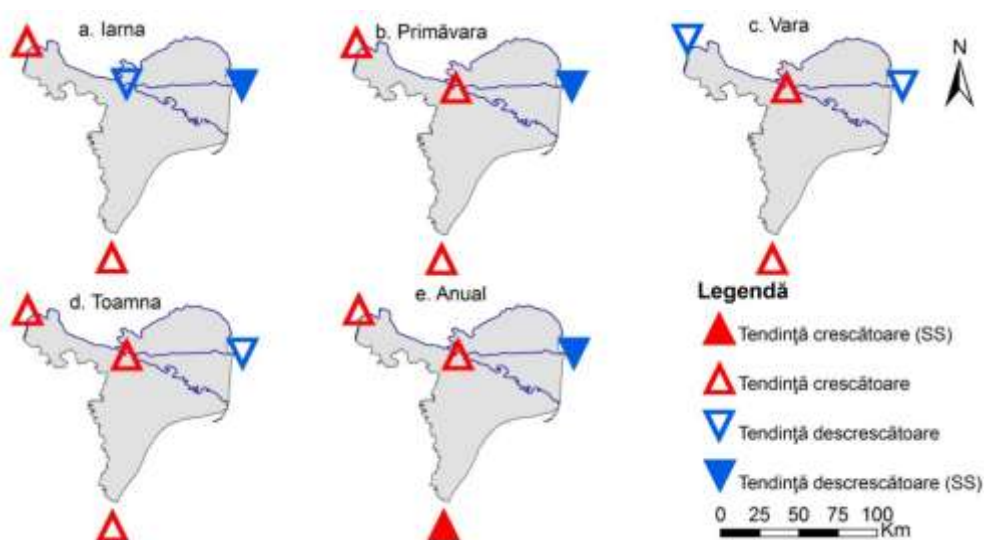 a. Iarna
b. Primăvara
c. Vara
N
d. Toamna
e. Anual
Legendă
Tendinţă crescătoare (SS)
Tendinţă crescătoare
Tendinţă descrescătoare
Tendinţă descrescătoare (SS)
0 25 50 75 100
Km